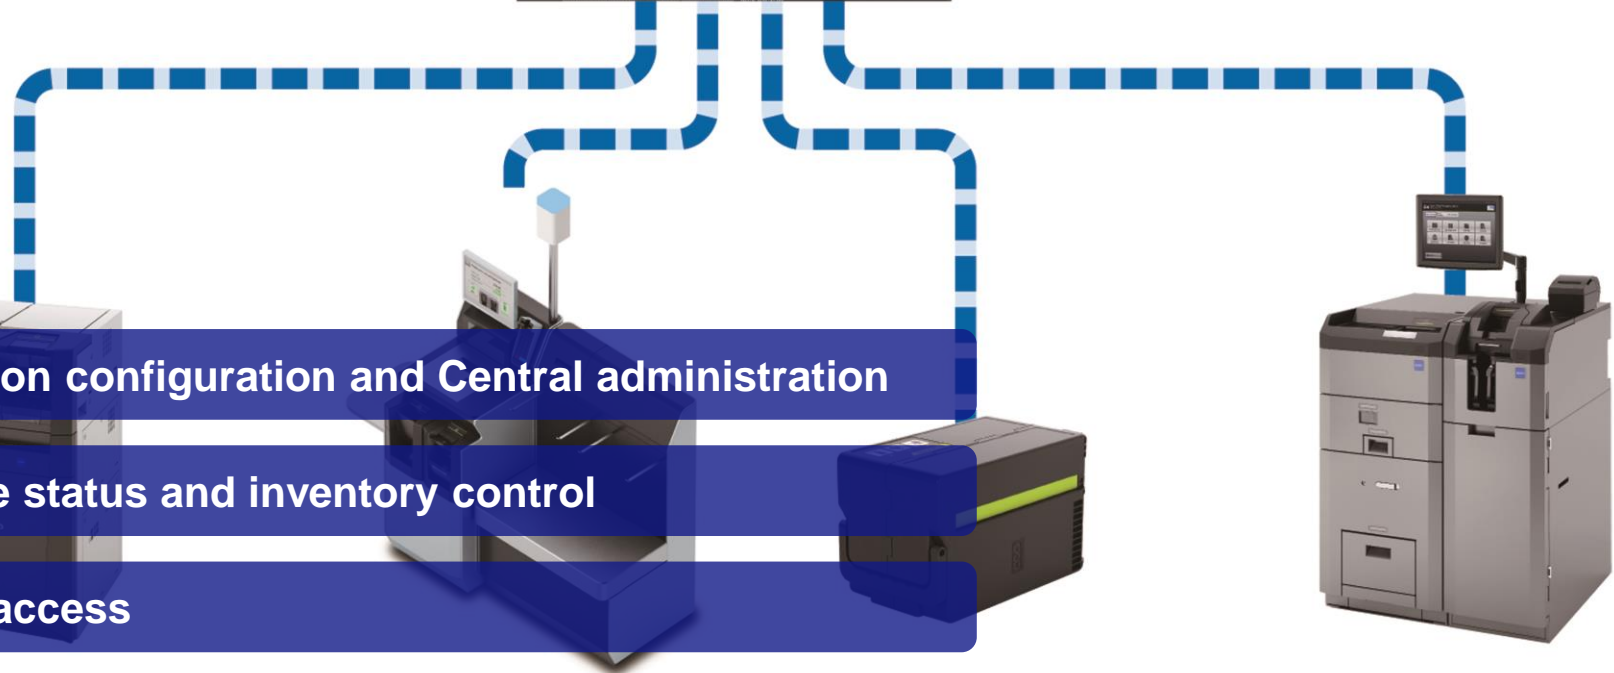 on configuration and Central administration
e status and inventory control
access